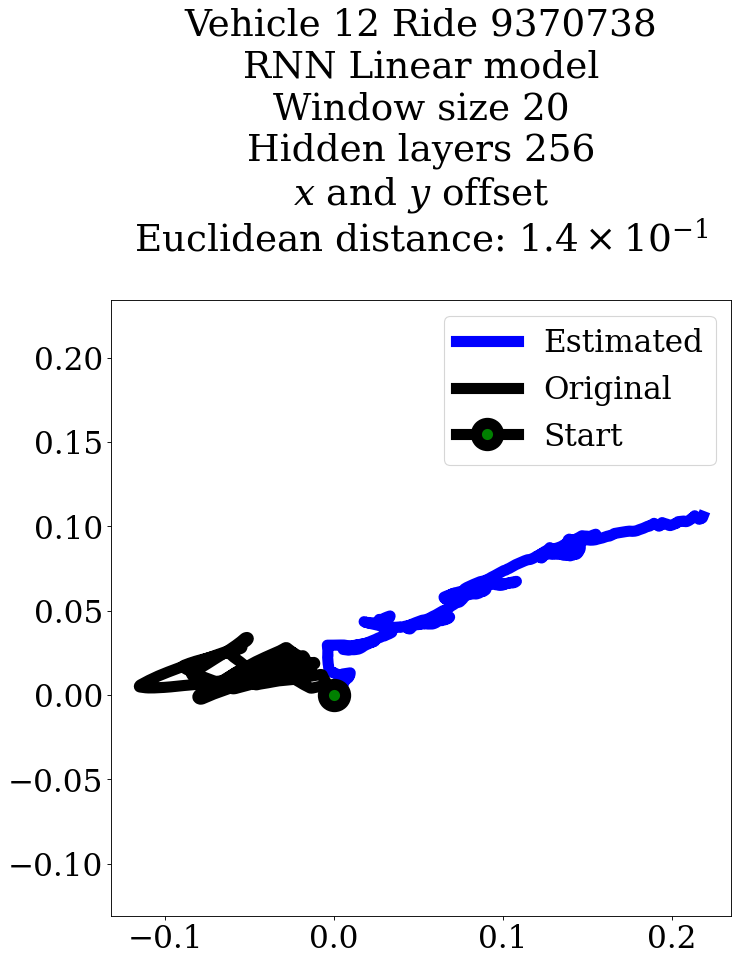 Vehicle 12 Ride 9370738
RNN Linear model
Window size 20
Hidden layers 256
x and y offset
Euclidean distance: 1.4 × 10⁻¹
Estimated
Original
Start
0.20
0.15
0.10
0.05
0.00
−0.05
−0.10
−0.1 0.0 0.1 0.2